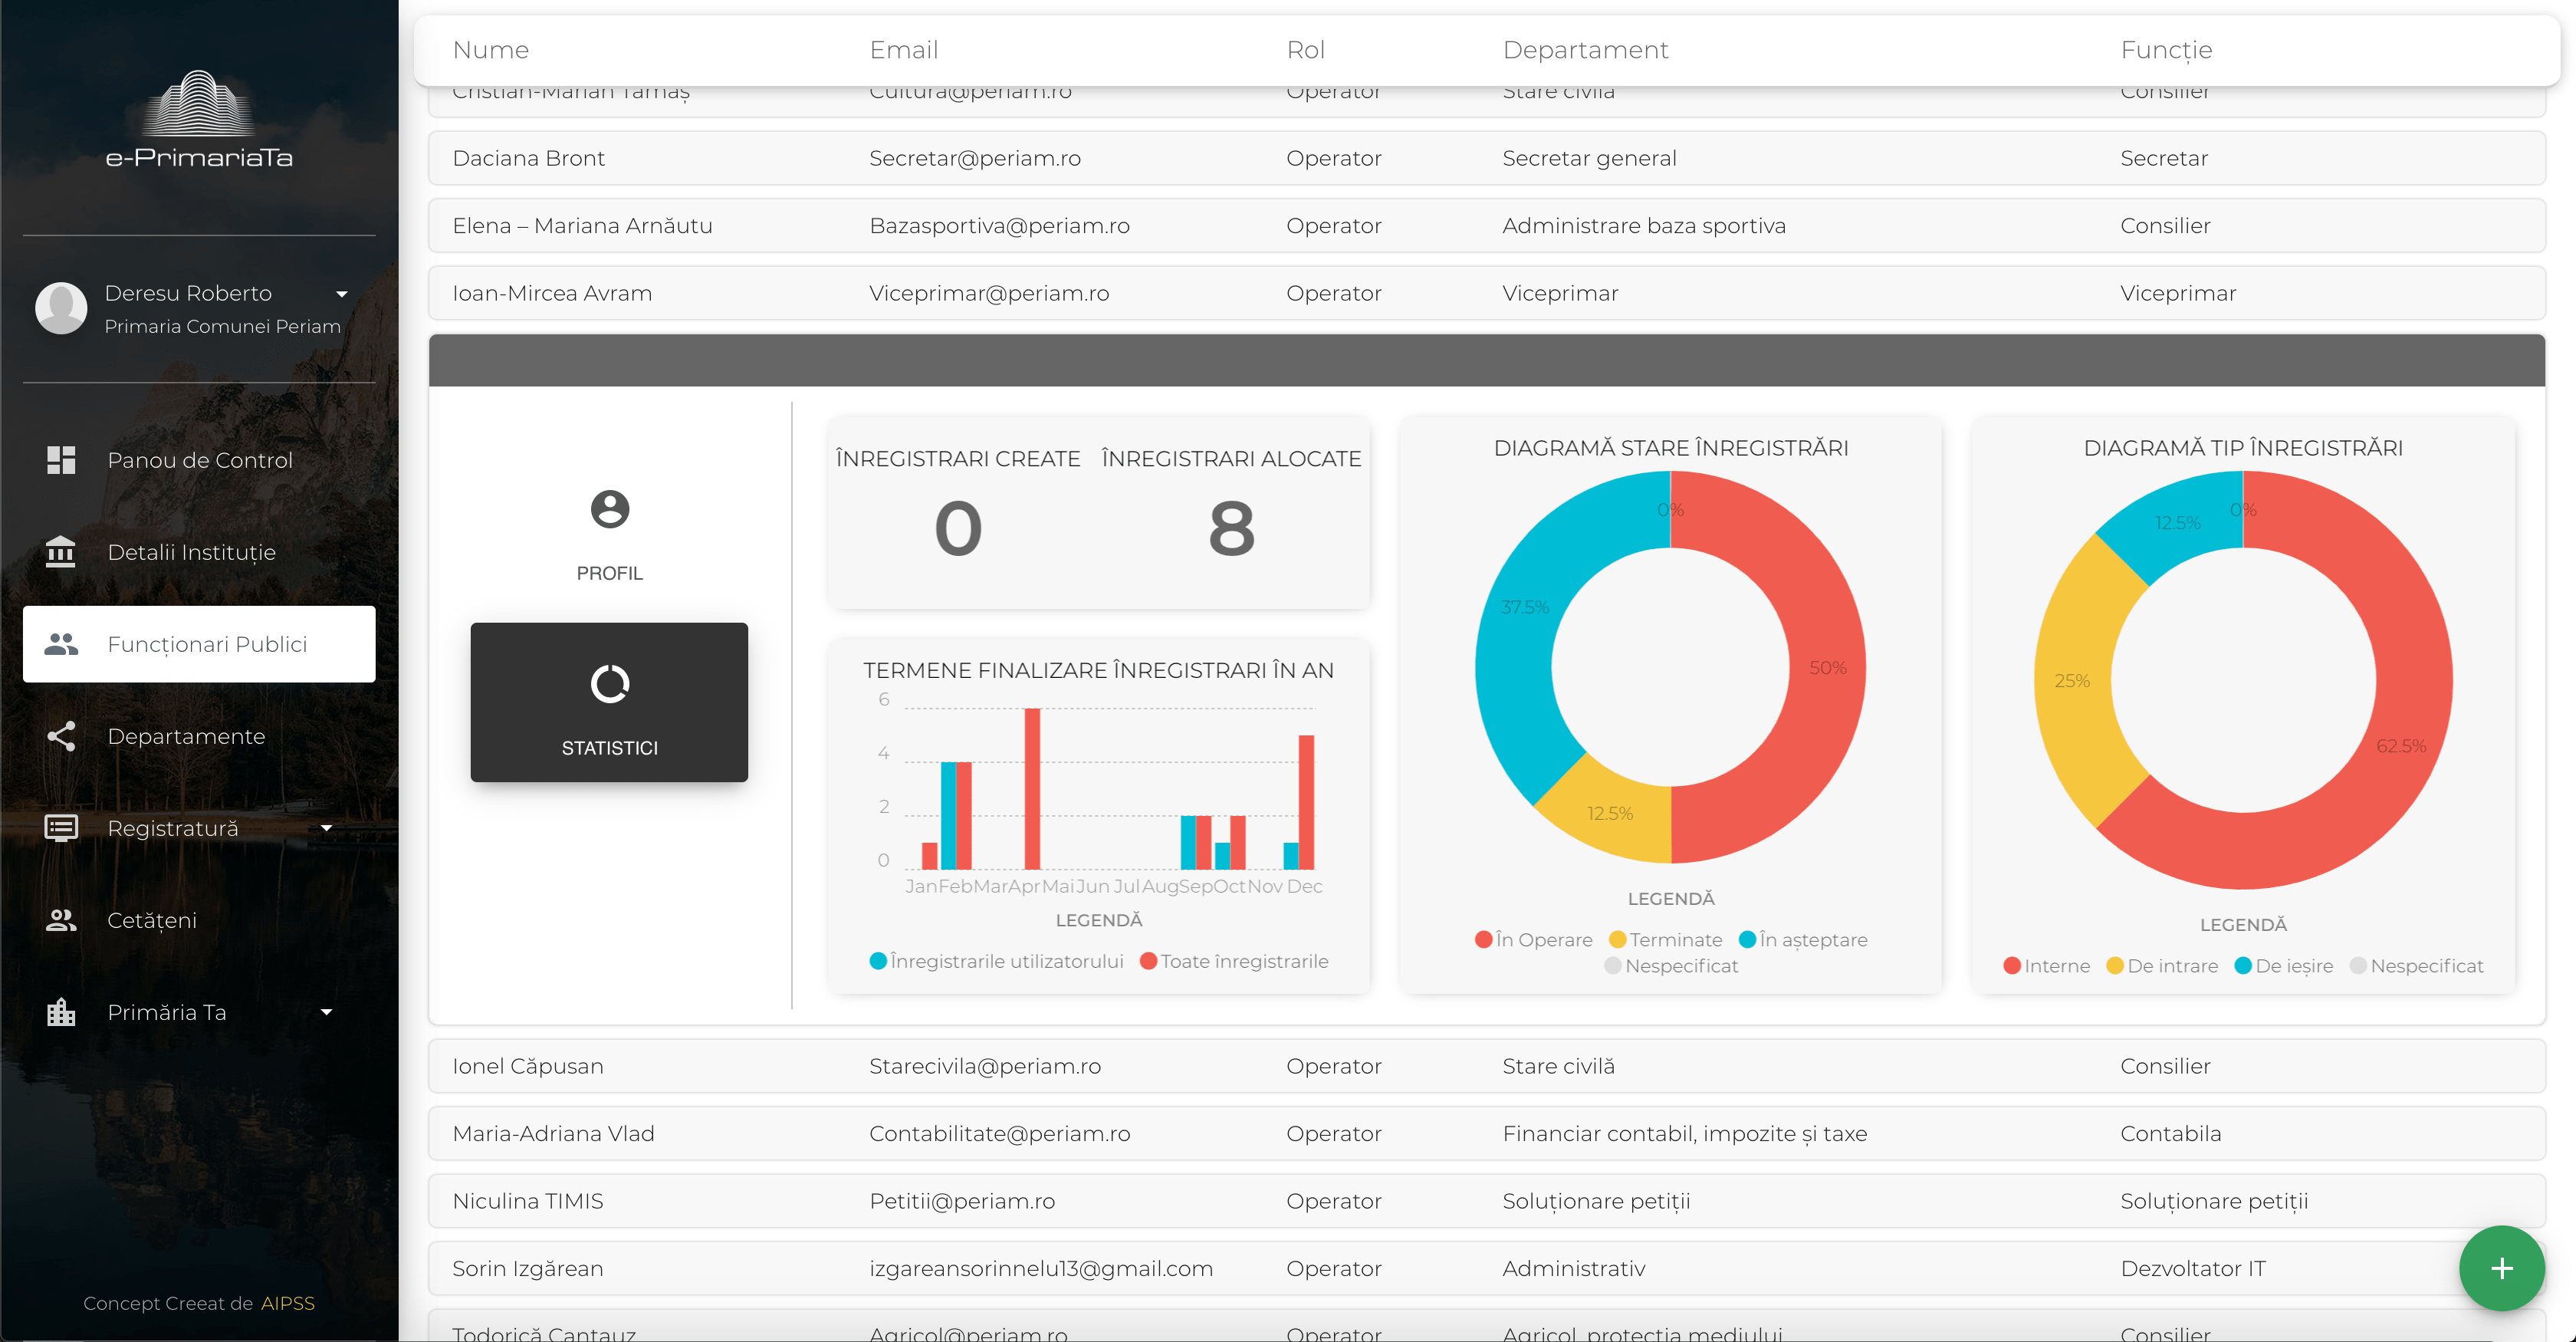 e-PrimariaTa
Deresu Roberto
Primaria Comunei Periam
Panou de Control
Detalii Instituție
Funcționari Publici
Departamente
Registratură
Cetățeni
Primăria Ta
Concept Creeat de AIPSS
Nume Email Rol Departament Funcție
Cristian-Marian Tămaș Cultura@periam.ro Operator Stare civilă Consilier
Daciana Bront Secretar@periam.ro Operator Secretar general Secretar
Elena – Mariana Arnăutu Bazasportiva@periam.ro Operator Administrare baza sportiva Consilier
Ioan-Mircea Avram Viceprimar@periam.ro Operator Viceprimar Viceprimar
PROFIL
STATISTICI
ÎNREGISTRARI CREATE ÎNREGISTRARI ALOCATE
0 8
TERMENE FINALIZARE ÎNREGISTRARI ÎN AN
6
4
2
0
Jan Feb Mar Apr Mai Jun Jul Aug Sep Oct Nov Dec
LEGENDĂ
Înregistrarile utilizatorului Toate înregistrarile
DIAGRAMĂ STARE ÎNREGISTRĂRI
0%
37.5%
50%
12.5%
LEGENDĂ
În Operare Terminate În așteptare
Nespecificat
DIAGRAMĂ TIP ÎNREGISTRĂRI
12.5% 0%
25%
62.5%
LEGENDĂ
Interne De intrare De ieșire Nespecificat
Ionel Căpusan Starecivila@periam.ro Operator Stare civilă Consilier
Maria-Adriana Vlad Contabilitate@periam.ro Operator Financiar contabil, impozite și taxe Contabila
Niculina TIMIS Petitii@periam.ro Operator Soluționare petiții Soluționare petiții
Sorin Izgărean izgareansorinnelu13@gmail.com Operator Administrativ Dezvoltator IT
Todorică Cantauz Agricol@periam.ro Operator Agricol, protecția mediului Consilier